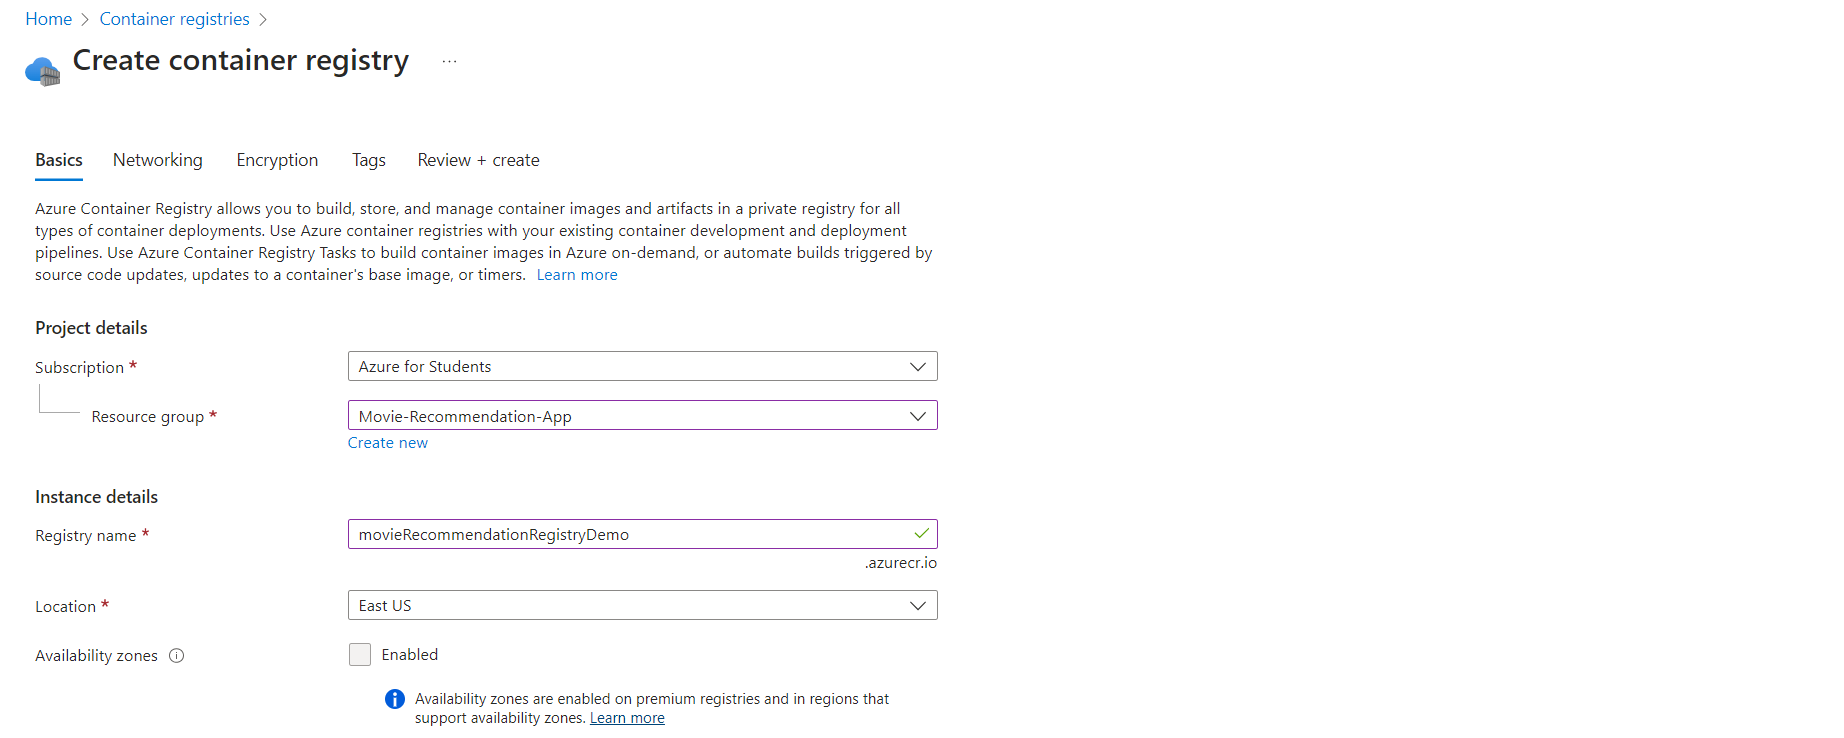 Home > Container registries >
Create container registry ...
Basics Networking Encryption Tags Review + create
Azure Container Registry allows you to build, store, and manage container images and artifacts in a private registry for all
types of container deployments. Use Azure container registries with your existing container development and deployment
pipelines. Use Azure Container Registry Tasks to build container images in Azure on-demand, or automate builds triggered by
source code updates, updates to a container's base image, or timers. Learn more
Project details
Subscription * Azure for Students
Resource group * Movie-Recommendation-App
Create new
Instance details
Registry name * movieRecommendationRegistryDemo
.azurecr.io
Location * East US
Availability zones Enabled
Availability zones are enabled on premium registries and in regions that
support availability zones. Learn more